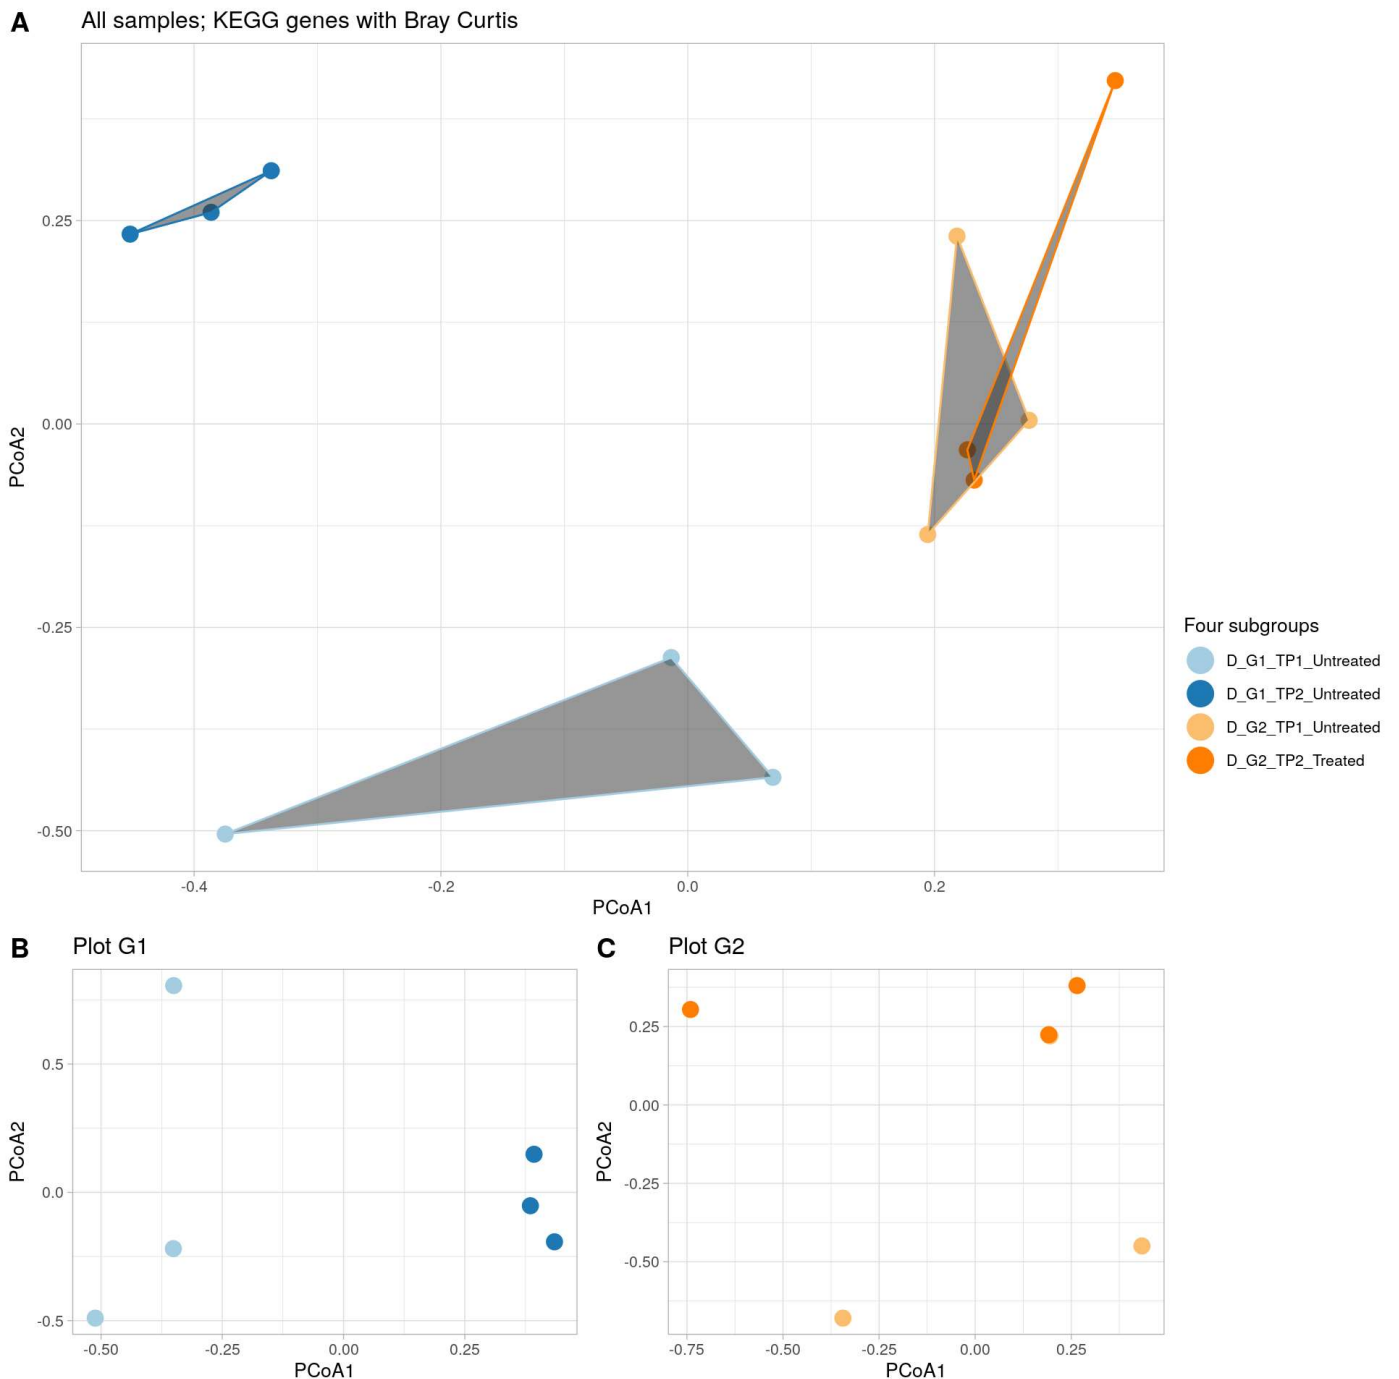 A All samples; KEGG genes with Bray Curtis
0.25
0.00
-0.25
-0.50
PCoA2
-0.4 -0.2 0.0 0.2
PCoA1
Four subgroups
D_G1_TP1_Untreated
D_G1_TP2_Untreated
D_G2_TP1_Untreated
D_G2_TP2_Treated
B Plot G1
0.5
0.0
-0.5
PCoA2
-0.50 -0.25 0.00 0.25
PCoA1
C Plot G2
0.25
0.00
-0.25
-0.50
PCoA2
-0.75 -0.50 -0.25 0.00 0.25
PCoA1